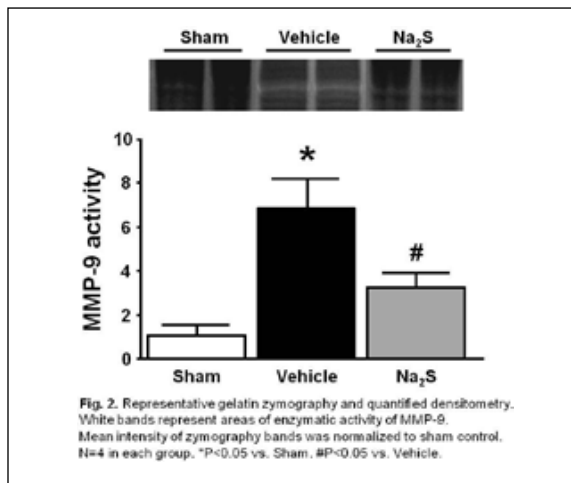 Sham Vehicle Na₂S
10
8
6
4
2
0
MMP-9 activity
*
#
Sham Vehicle Na₂S
Fig. 2. Representative gelatin zymography and quantified densitometry.
White bands represent areas of enzymatic activity of MMP-9.
Mean intensity of zymography bands was normalized to sham control.
N=4 in each group. *P<0.05 vs. Sham. #P<0.05 vs. Vehicle.